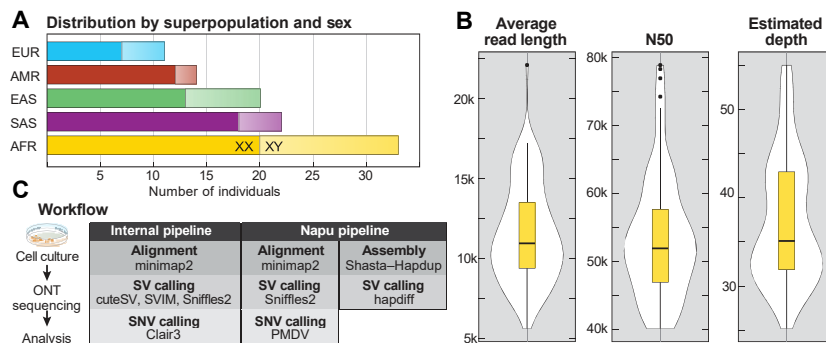 A
Distribution by superpopulation and sex
EUR
AMR
EAS
SAS
AFR
XX XY
5 10 15 20 25 30
Number of individuals
B
Average
read length
20k
15k
10k
5k
N50
80k
70k
60k
50k
40k
Estimated
depth
50
40
30
C
Workflow
Cell culture
ONT
sequencing
Analysis
Internal pipeline
Napu pipeline
Alignment
minimap2
Alignment
minimap2
Assembly
Shasta–Hapdup
SV calling
cuteSV, SVIM, Sniffles2
SV calling
Sniffles2
SV calling
hapdiff
SNV calling
Clair3
SNV calling
PMDV